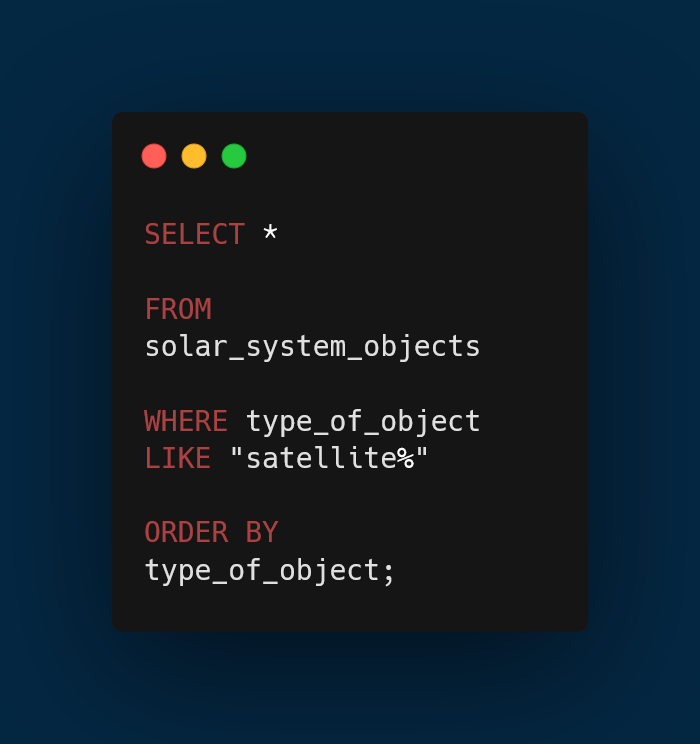 SELECT *
FROM
solar_system_objects
WHERE type_of_object
LIKE "satellite%"
ORDER BY
type_of_object;